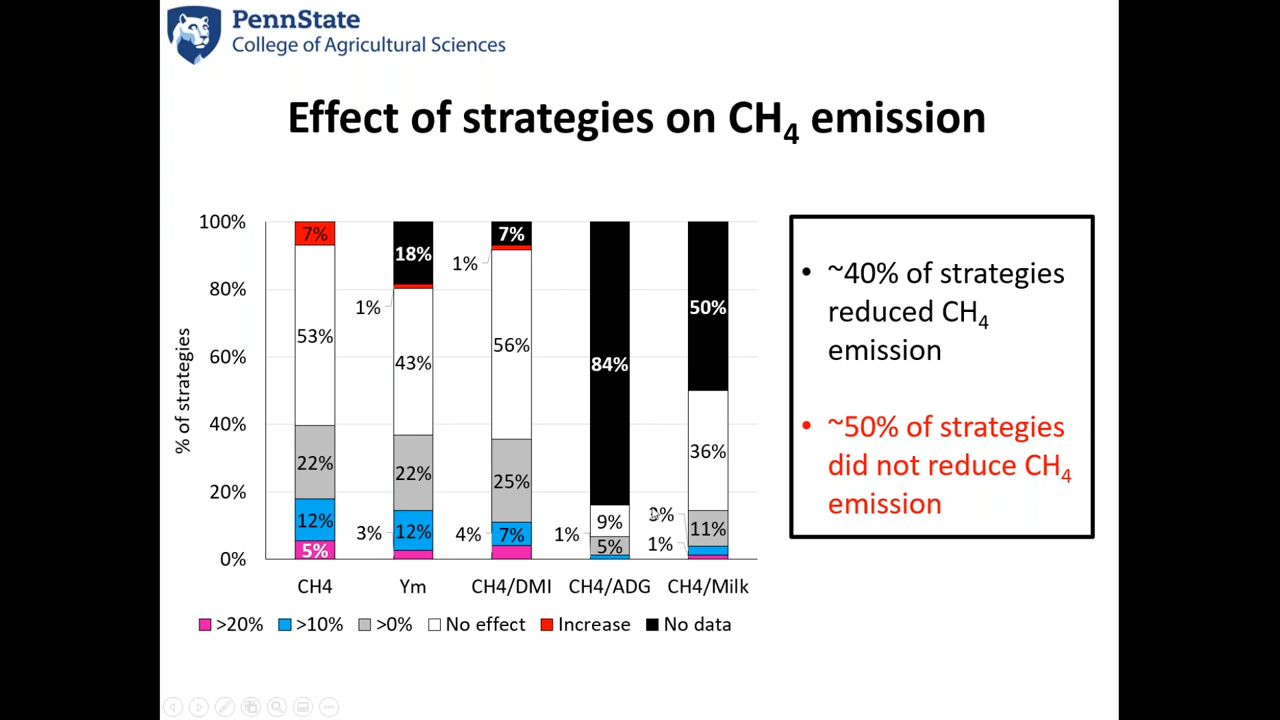 PennState
College of Agricultural Sciences
Effect of strategies on CH₄ emission
% of strategies
100%
80%
60%
40%
20%
0%
7%
53%
22%
12%
5%
18%
1%
43%
22%
12%
3%
7%
1%
56%
25%
7%
4%
84%
9%
5%
1%
50%
36%
11%
1%
CH4 Ym CH4/DMI CH4/ADG CH4/Milk
>20% >10% >0% No effect Increase No data
• ~40% of strategies
reduced CH₄
emission
• ~50% of strategies
did not reduce CH₄
emission